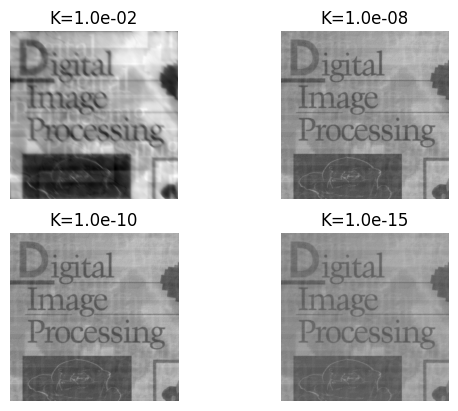 K=1.0e-02
Digital
Image
Processing
K=1.0e-08
Digital
Image
Processing
K=1.0e-10
Digital
Image
Processing
K=1.0e-15
Digital
Image
Processing